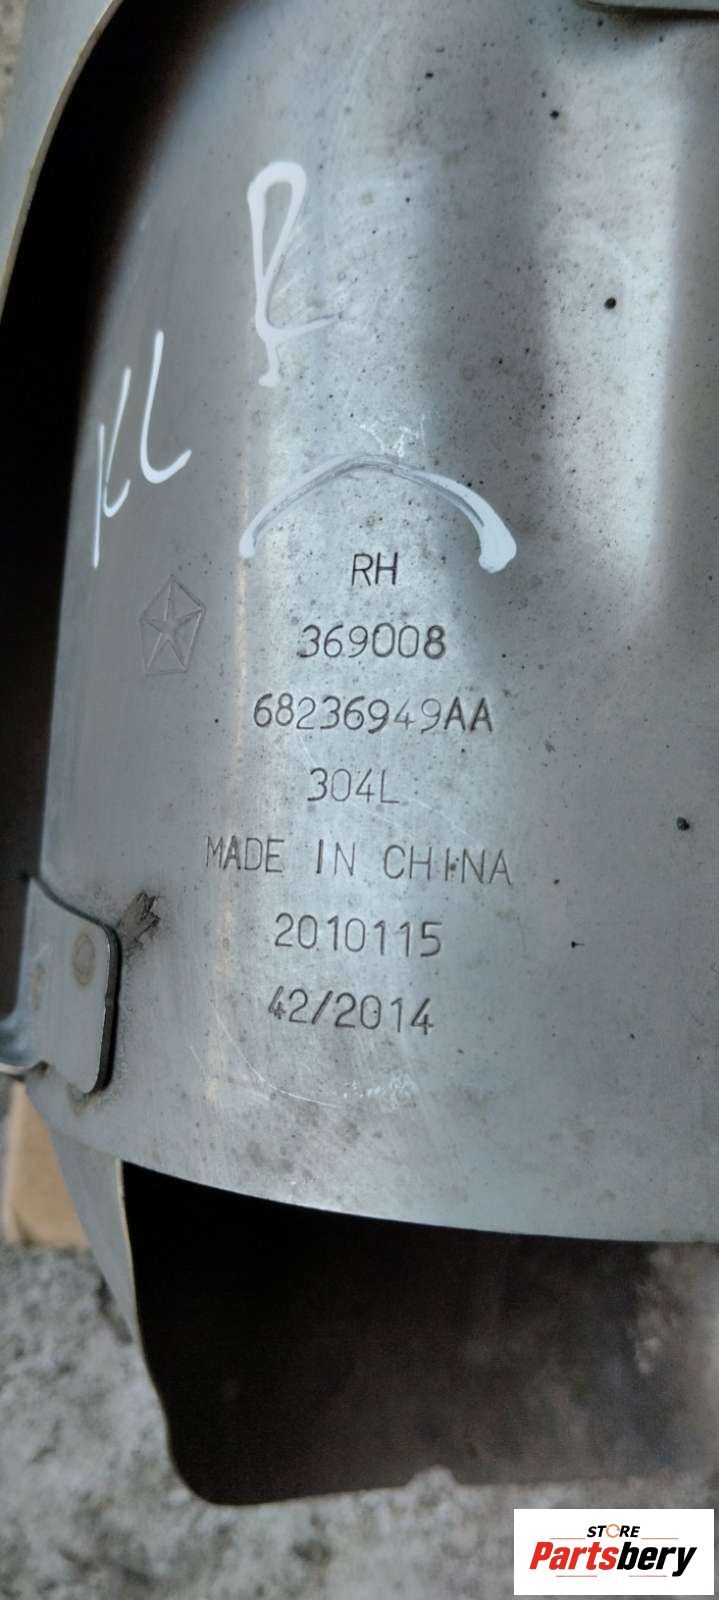 R
KL
RH
369008
68236949AA
304L
MADE IN CHINA
2010115
42/2014
STORE
Partsbery